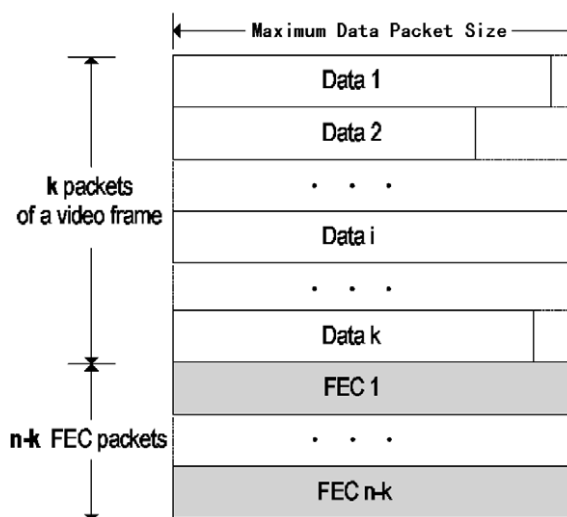 Maximum Data Packet Size
Data 1
Data 2
. . .
k packets
of a video frame
Data i
. . .
Data k
FEC 1
n-k FEC packets
. . .
FEC n-k